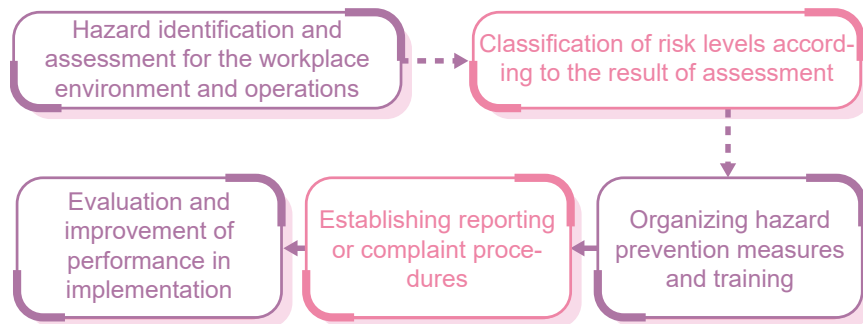 Hazard identification and
assessment for the workplace
environment and operations
Classification of risk levels accord-
ing to the result of assessment
Organizing hazard
prevention measures
and training
Establishing reporting
or complaint proce-
dures
Evaluation and
improvement of
performance in
implementation